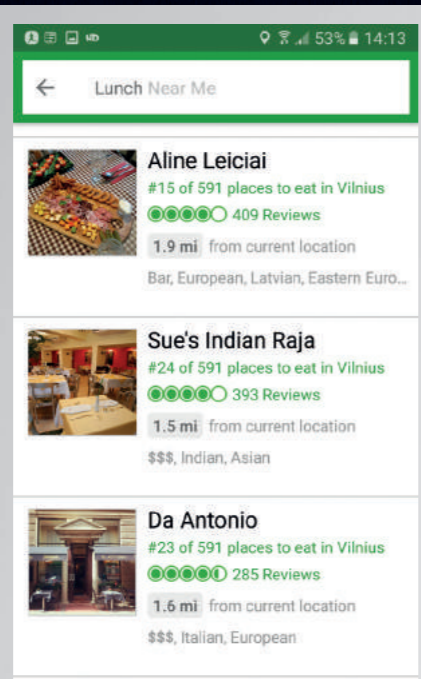 53% 14:13
Lunch Near Me
Aline Leiciai
#15 of 591 places to eat in Vilnius
409 Reviews
1.9 mi from current location
Bar, European, Latvian, Eastern Euro...
Sue's Indian Raja
#24 of 591 places to eat in Vilnius
393 Reviews
1.5 mi from current location
$$$, Indian, Asian
Da Antonio
#23 of 591 places to eat in Vilnius
285 Reviews
1.6 mi from current location
$$$, Italian, European